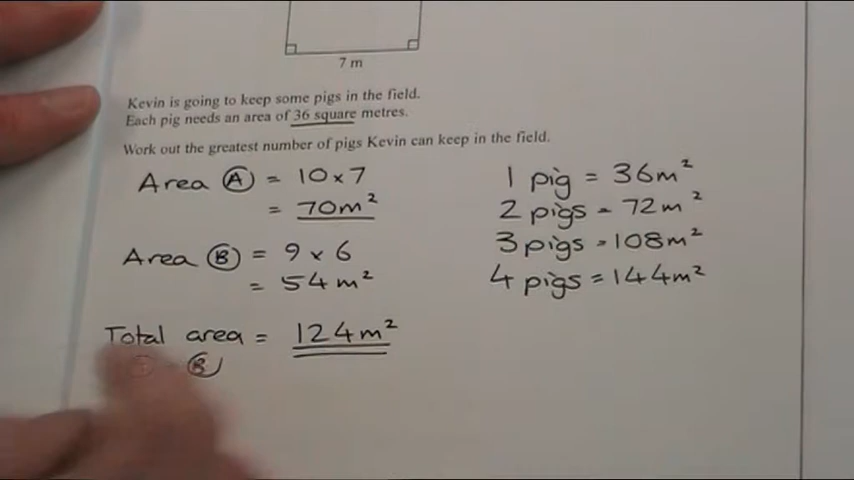 7 m
Kevin is going to keep some pigs in the field.
Each pig needs an area of 36 square metres.
Work out the greatest number of pigs Kevin can keep in the field.
Area A = 10 x 7
= 70m²
Area B = 9 x 6
= 54m²
Total area = 124m²
B
1 pig = 36m²
2 pigs = 72m²
3 pigs = 108m²
4 pigs = 144m²